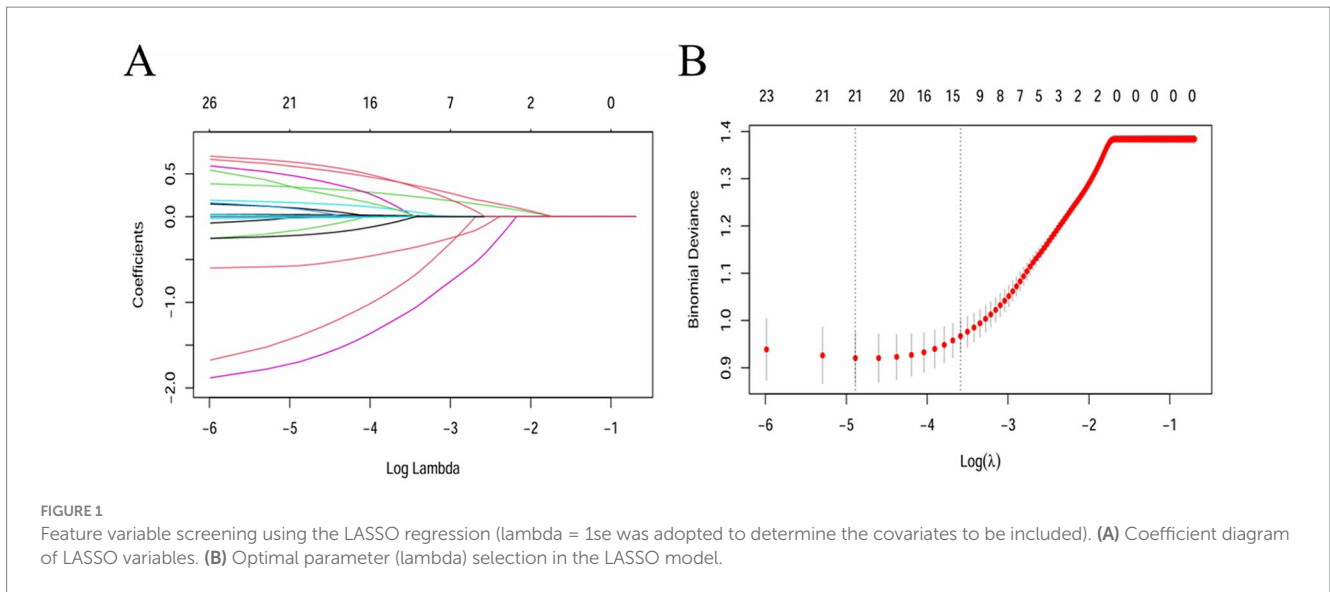 A
26 21 16 7 2 0
0.5
0.0
-1.0
-2.0
Coefficients
-6 -5 -4 -3 -2 -1
Log Lambda
B
23 21 21 20 16 15 9 8 7 5 3 2 2 0 0 0 0 0
1.4
1.3
1.2
1.1
1.0
0.9
Binomial Deviance
-6 -5 -4 -3 -2 -1
Log(λ)
FIGURE 1
Feature variable screening using the LASSO regression (lambda = 1se was adopted to determine the covariates to be included). (A) Coefficient diagram
of LASSO variables. (B) Optimal parameter (lambda) selection in the LASSO model.